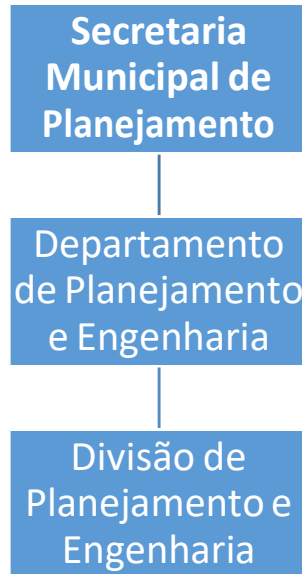 Secretaria
Municipal de
Planejamento
Departamento
de Planejamento
e Engenharia
Divisão de
Planejamento e
Engenharia